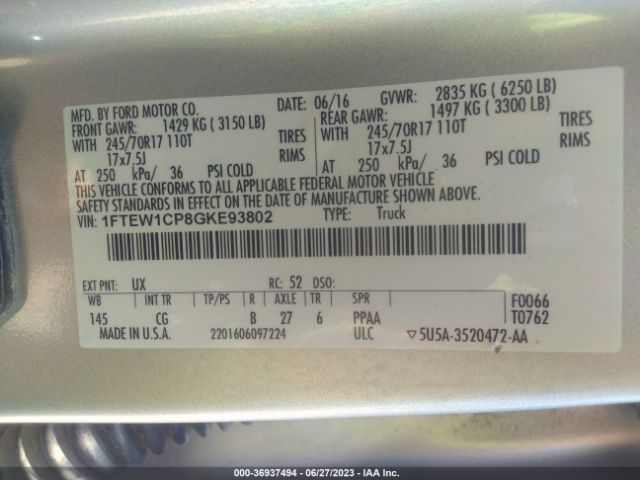 MFD. BY FORD MOTOR CO. DATE: 06/16 GVWR: 2835 KG ( 6250 LB)
FRONT GAWR: 1429 KG ( 3150 LB) REAR GAWR: 1497 KG ( 3300 LB)
WITH 245/70R17 110T TIRES WITH 245/70R17 110T TIRES
17x7.5J RIMS 17x7.5J RIMS
AT 250 kPa/ 36 PSI COLD AT 250 kPa/ 36 PSI COLD
THIS VEHICLE CONFORMS TO ALL APPLICABLE FEDERAL MOTOR VEHICLE
SAFETY STANDARDS IN EFFECT ON THE DATE OF MANUFACTURE SHOWN ABOVE.
VIN: 1FTEW1CP8GKE93802 TYPE: Truck
EXT PNT: UX RC: 52 DSO:
WB INT TR TP/PS R AXLE TR SPR F0066
145 CG B 27 6 PPAA T0762
MADE IN U.S.A. 2201606097224 ULC ▽5U5A-3520472-AA
000-36937494 - 06/27/2023 - IAA Inc.